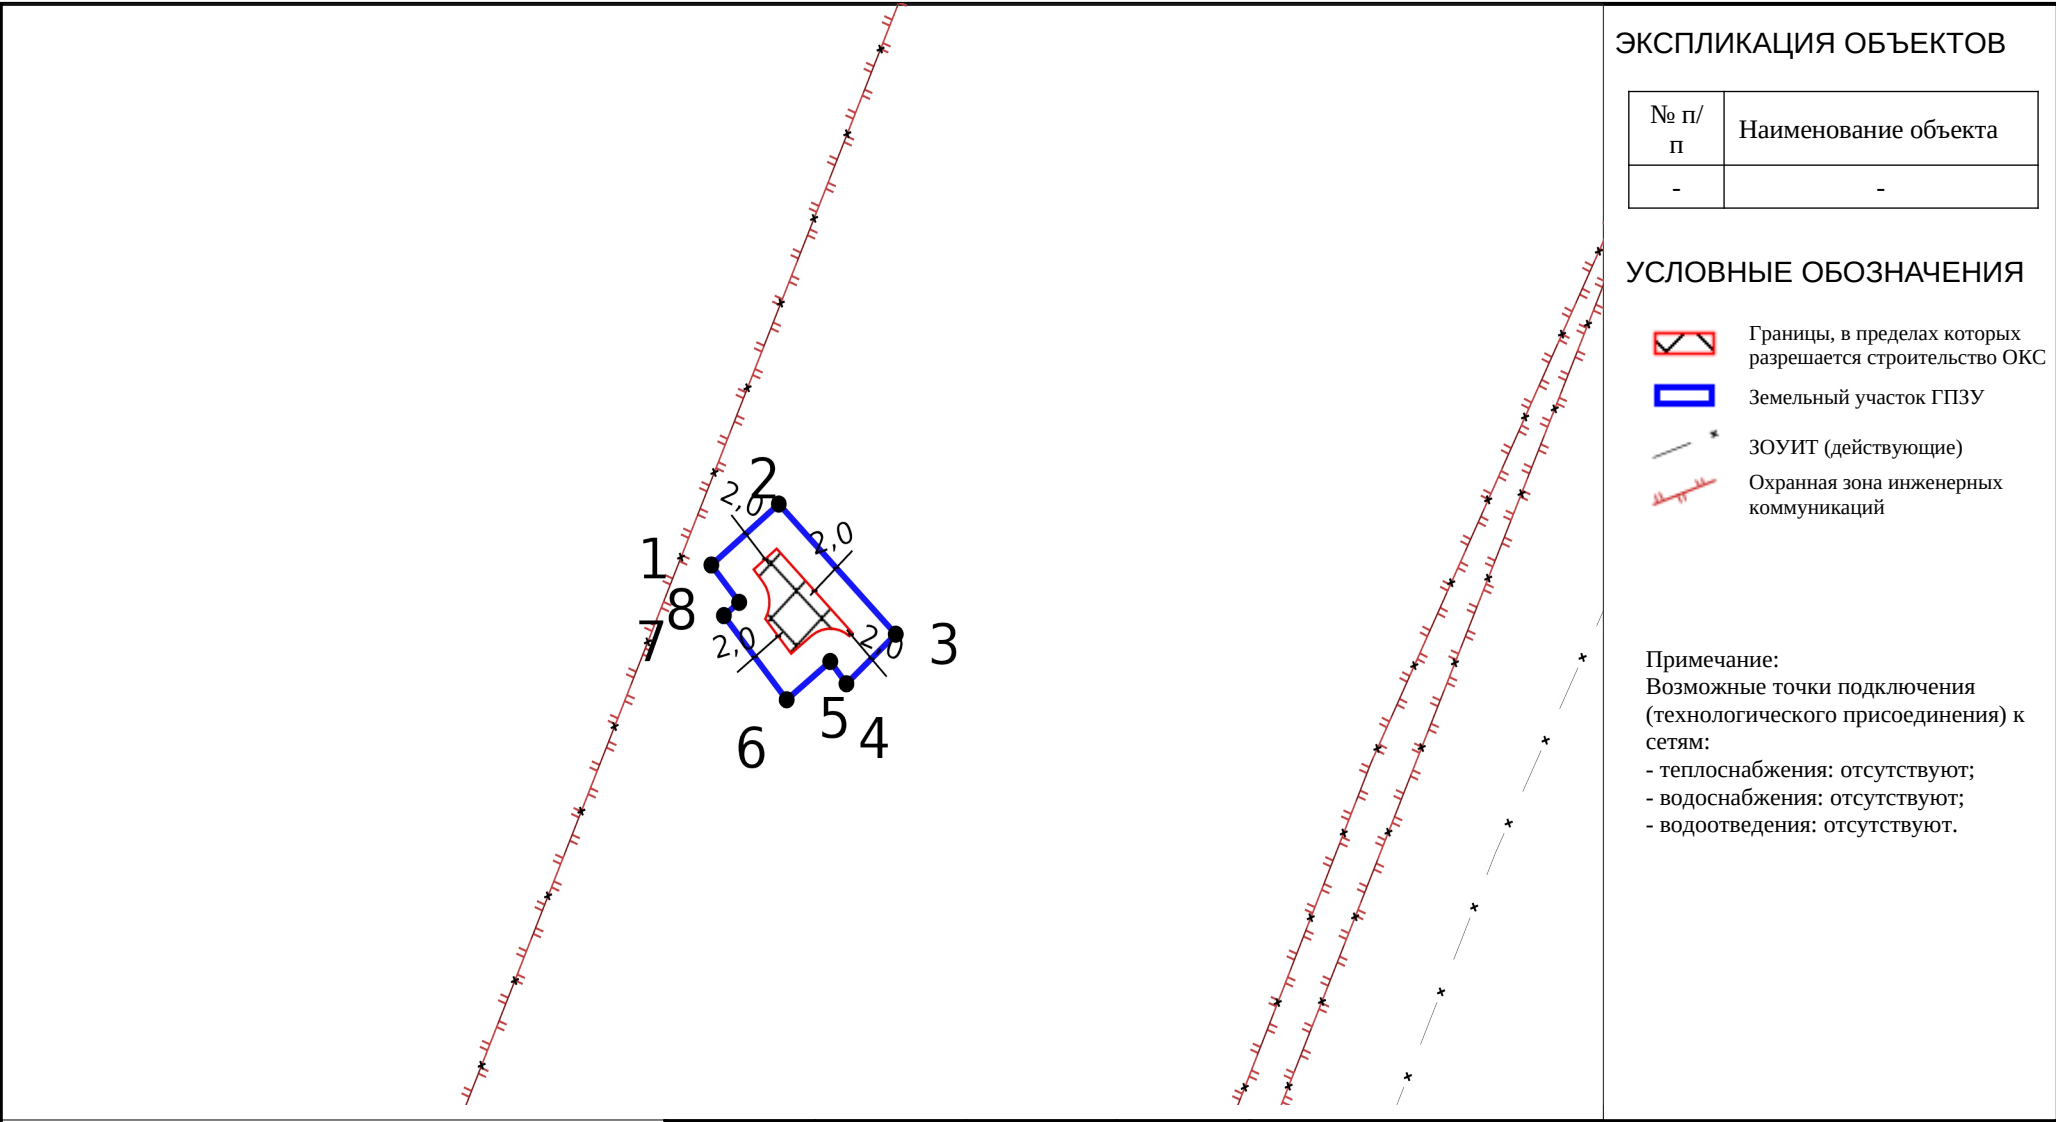 ЭКСПЛИКАЦИЯ ОБЪЕКТОВ
№ п/
п
Наименование объекта
-
-
УСЛОВНЫЕ ОБОЗНАЧЕНИЯ
Границы, в пределах которых
разрешается строительство ОКС
Земельный участок ГПЗУ
ЗОУИТ (действующие)
Охранная зона инженерных
коммуникаций
Примечание:
Возможные точки подключения
(технологического присоединения) к
сетям:
- теплоснабжения: отсутствуют;
- водоснабжения: отсутствуют;
- водоотведения: отсутствуют.
2
2,0
2,0
1
8
7
2,0
2,0
3
5
4
6